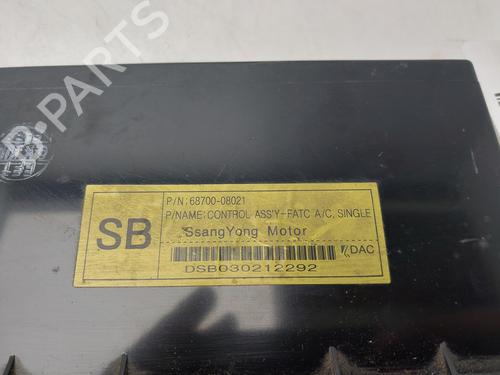 B-PARTS
SB
P/N: 68700-08021
P/NAME: CONTROL ASS'Y-FATC A/C, SINGLE
SsangYong Motor
DAC
DSB030212292